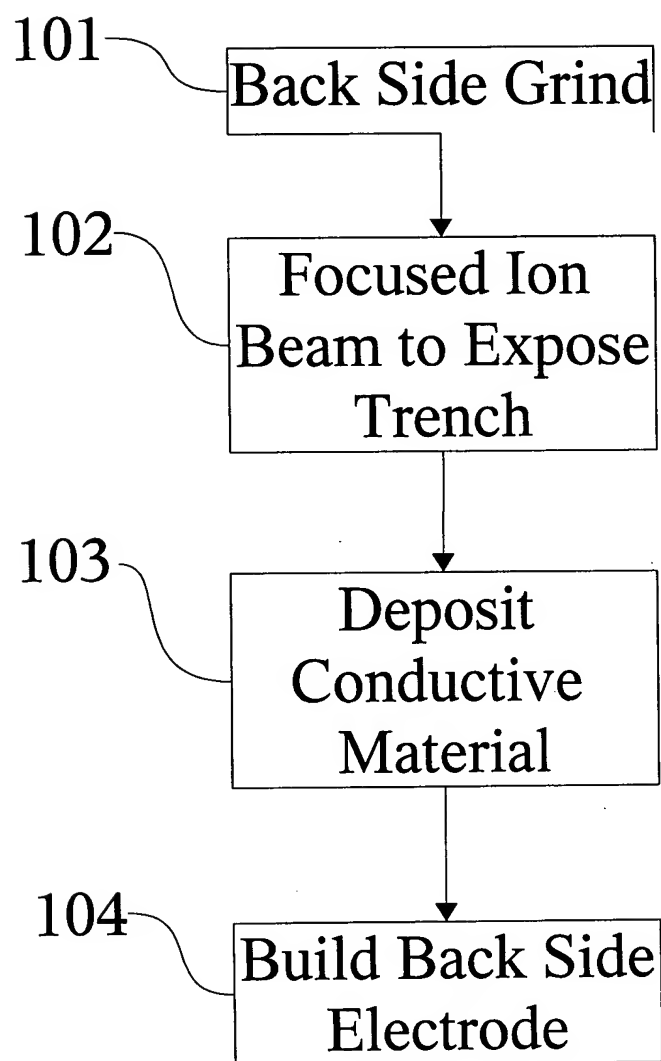 101
Back Side Grind
102
Focused Ion
Beam to Expose
Trench
103
Deposit
Conductive
Material
104
Build Back Side
Electrode